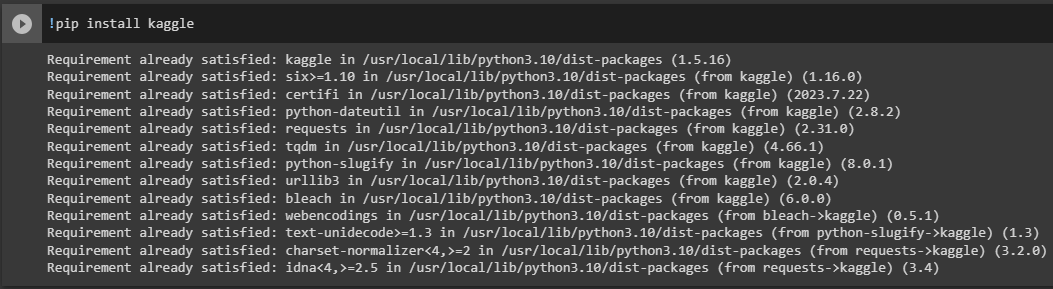 !pip install kaggle
Requirement already satisfied: kaggle in /usr/local/lib/python3.10/dist-packages (1.5.16)
Requirement already satisfied: six>=1.10 in /usr/local/lib/python3.10/dist-packages (from kaggle) (1.16.0)
Requirement already satisfied: certifi in /usr/local/lib/python3.10/dist-packages (from kaggle) (2023.7.22)
Requirement already satisfied: python-dateutil in /usr/local/lib/python3.10/dist-packages (from kaggle) (2.8.2)
Requirement already satisfied: requests in /usr/local/lib/python3.10/dist-packages (from kaggle) (2.31.0)
Requirement already satisfied: tqdm in /usr/local/lib/python3.10/dist-packages (from kaggle) (4.66.1)
Requirement already satisfied: python-slugify in /usr/local/lib/python3.10/dist-packages (from kaggle) (8.0.1)
Requirement already satisfied: urllib3 in /usr/local/lib/python3.10/dist-packages (from kaggle) (2.0.4)
Requirement already satisfied: bleach in /usr/local/lib/python3.10/dist-packages (from kaggle) (6.0.0)
Requirement already satisfied: webencodings in /usr/local/lib/python3.10/dist-packages (from bleach->kaggle) (0.5.1)
Requirement already satisfied: text-unidecode>=1.3 in /usr/local/lib/python3.10/dist-packages (from python-slugify->kaggle) (1.3)
Requirement already satisfied: charset-normalizer<4,>=2 in /usr/local/lib/python3.10/dist-packages (from requests->kaggle) (3.2.0)
Requirement already satisfied: idna<4,>=2.5 in /usr/local/lib/python3.10/dist-packages (from requests->kaggle) (3.4)